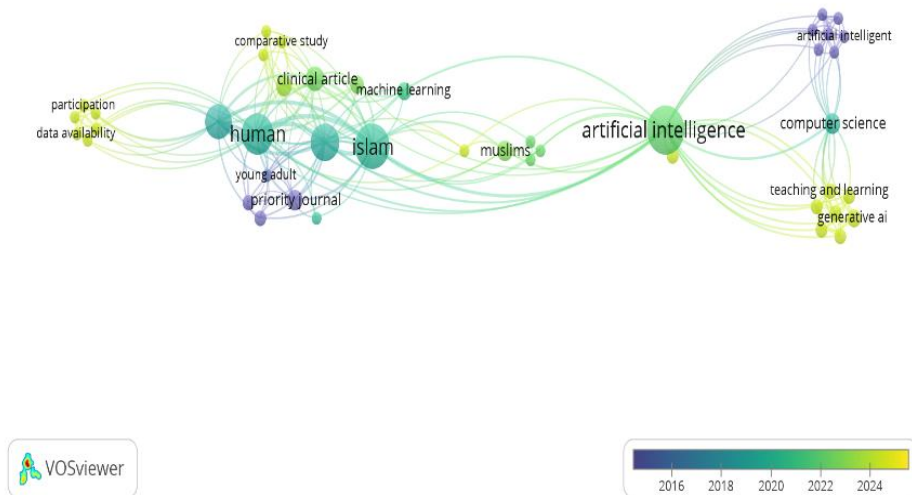 artificial intelligent
comparative study
clinical article
machine learning
participation
data availability
human
islam
muslims
artificial intelligence
computer science
young adult
priority journal
teaching and learning
generative ai
VOSviewer
2016 2018 2020 2022 2024